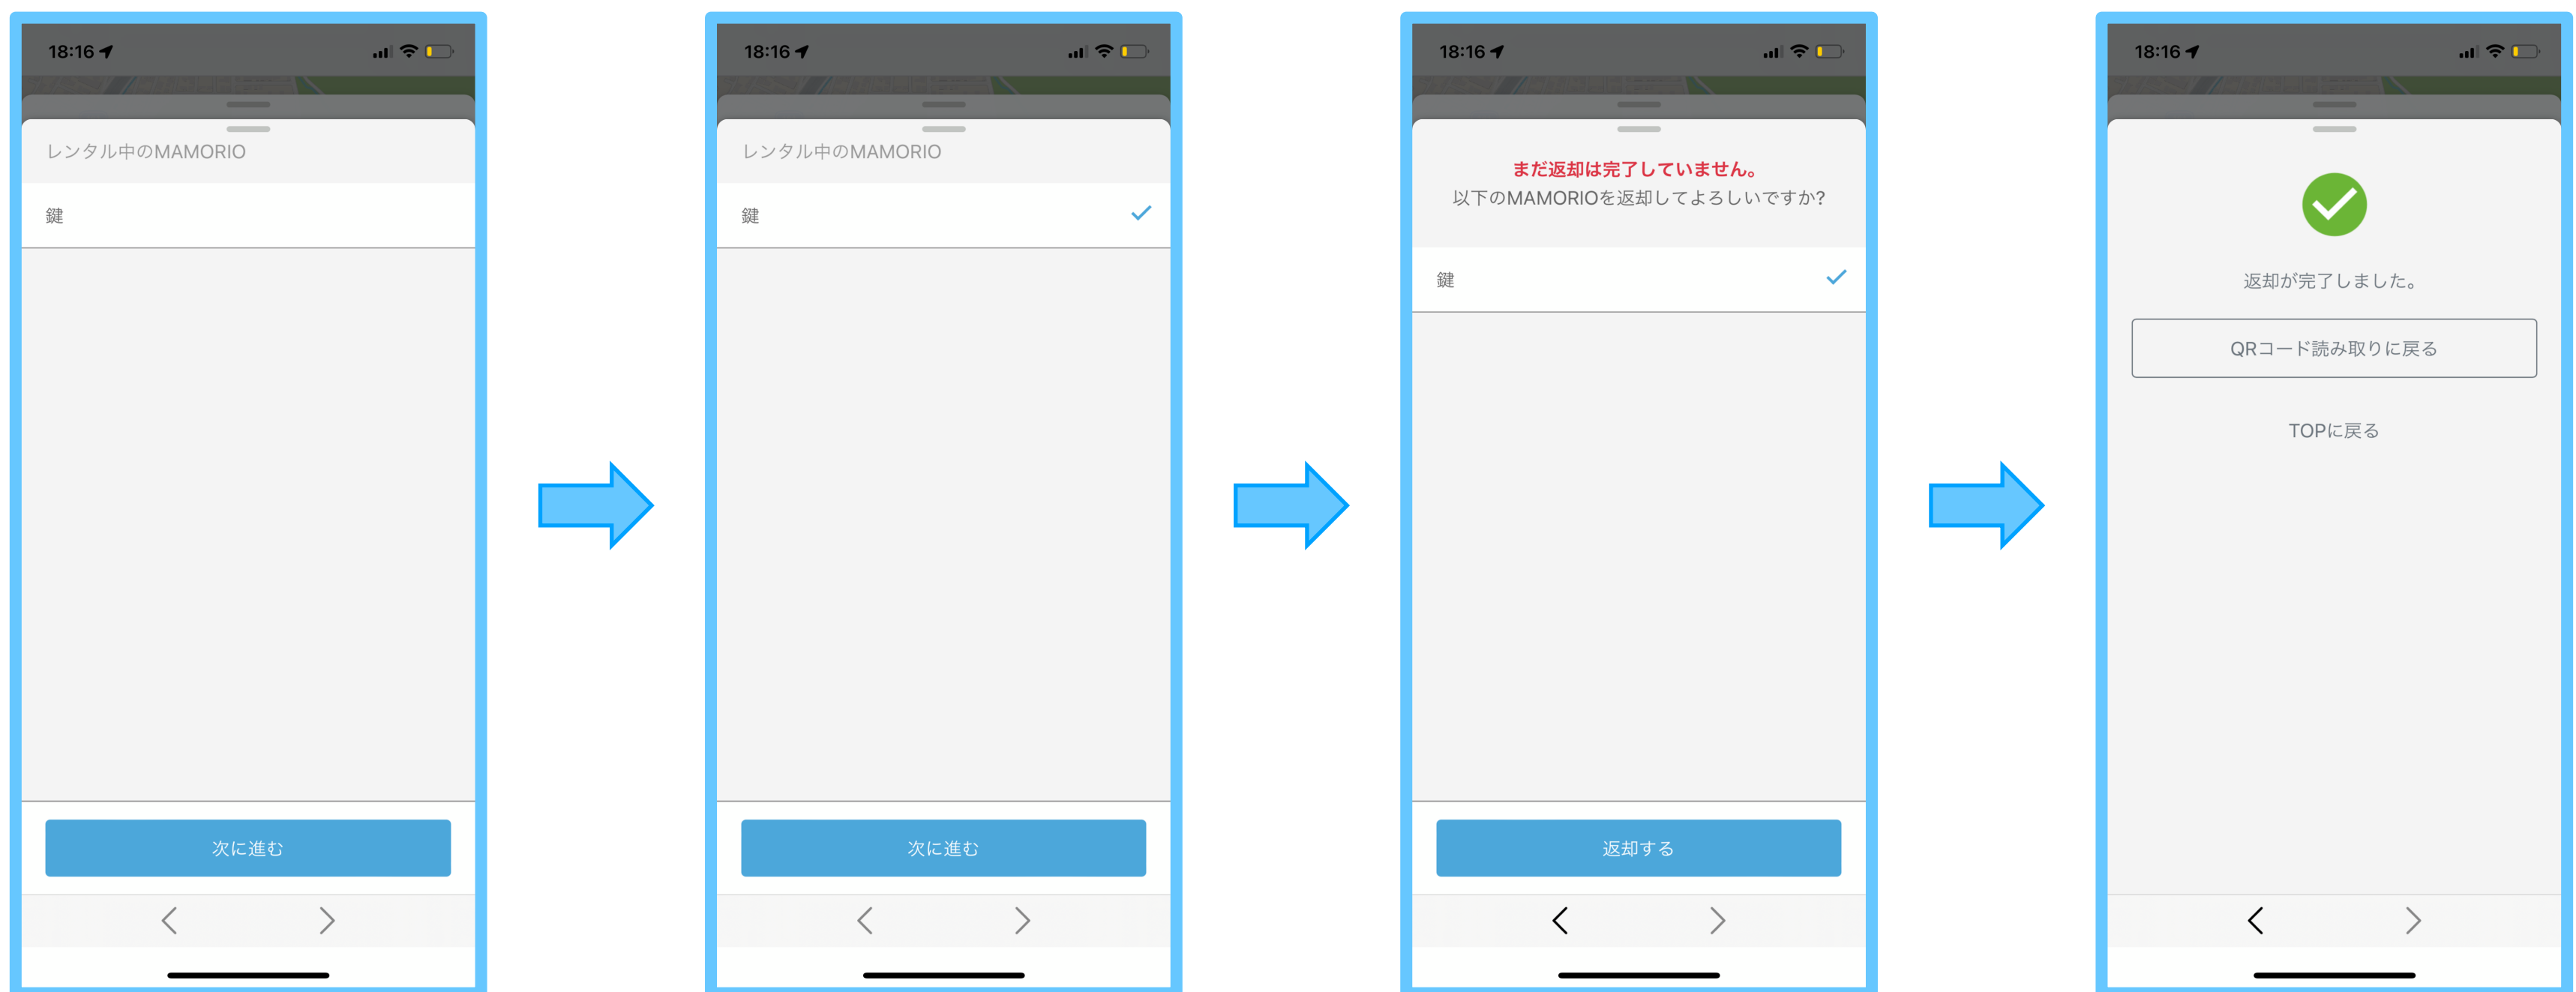 18:16
レンタル中のMAMORIO
鍵
次に進む
18:16
レンタル中のMAMORIO
鍵
次に進む
18:16
まだ返却は完了していません。
以下のMAMORIOを返却してよろしいですか?
鍵
返却する
18:16
返却が完了しました。
QRコード読み取りに戻る
TOPに戻る